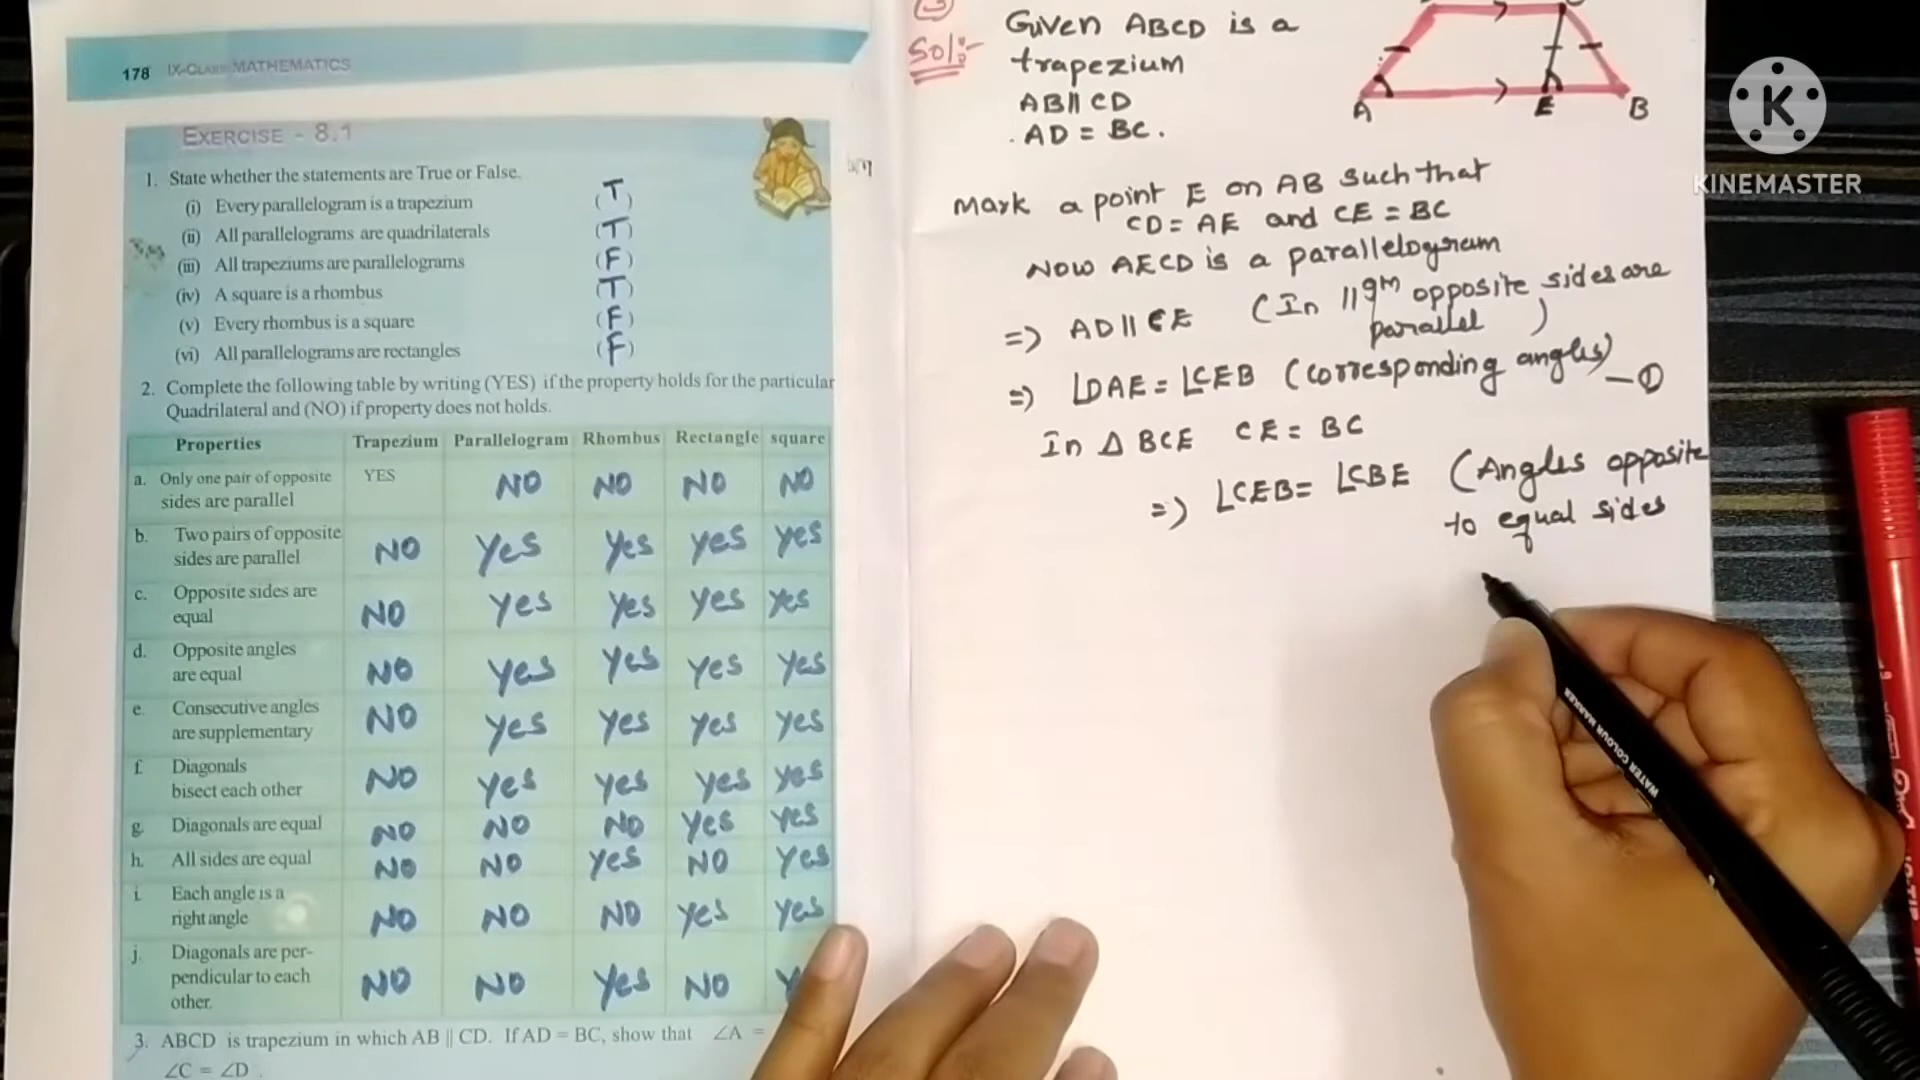 178 IX-CLASS MATHEMATICS
EXERCISE - 8.1
1. State whether the statements are True or False.
(i) Every parallelogram is a trapezium (T)
(ii) All parallelograms are quadrilaterals (T)
(iii) All trapeziums are parallelograms (F)
(iv) A square is a rhombus (T)
(v) Every rhombus is a square (F)
(vi) All parallelograms are rectangles (F)
2. Complete the following table by writing (YES) if the property holds for the particular
Quadrilateral and (NO) if property does not holds.
Properties Trapezium Parallelogram Rhombus Rectangle square
a. Only one pair of opposite YES NO NO NO NO
sides are parallel
b. Two pairs of opposite NO Yes Yes Yes Yes
sides are parallel
c. Opposite sides are NO Yes Yes Yes Yes
equal
d. Opposite angles NO Yes Yes Yes Yes
are equal
e. Consecutive angles NO Yes Yes Yes Yes
are supplementary
f. Diagonals NO Yes Yes Yes Yes
bisect each other
g. Diagonals are equal NO NO NO Yes Yes
h. All sides are equal NO NO Yes NO Yes
i. Each angle is a NO NO NO Yes Yes
right angle
j. Diagonals are per- NO NO Yes NO
pendicular to each
other.
3. ABCD is trapezium in which AB || CD. If AD = BC, show that ∠A =
∠C = ∠D .
3
Sol:-
Given ABCD is a
trapezium
AB || CD
AD = BC.
A E B
Mark a point E on AB such that
CD = AE and CE = BC
Now AECD is a parallelogram
=> AD || CE (In ||gm opposite sides are
parallel)
=> ∠DAE = ∠CEB (corresponding angles) - ①
In △ BCE CE = BC
=> ∠CEB = ∠CBE (Angles opposite
to equal sides
WATER COLOUR MARKER
K
KINEMASTER